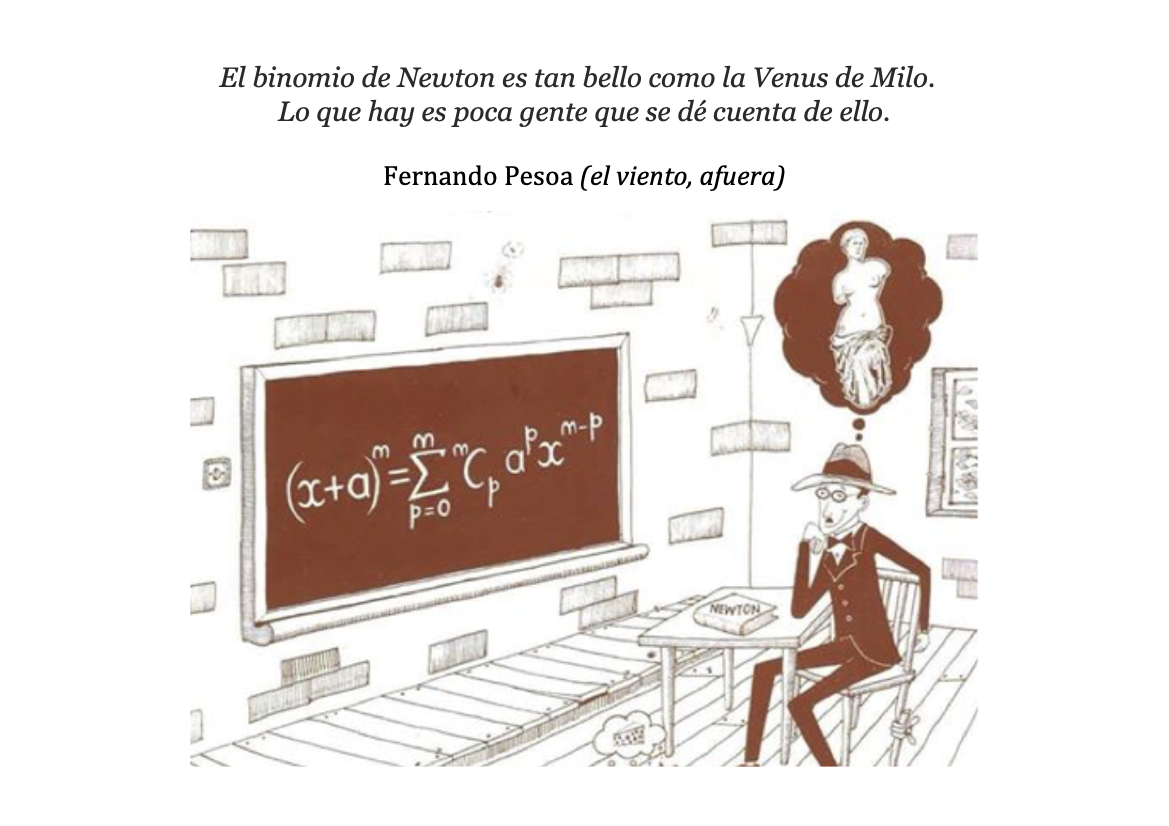 El binomio de Newton es tan bello como la Venus de Milo.
Lo que hay es poca gente que se dé cuenta de ello.
Fernando Pesoa (el viento, afuera)
(x+a)^m = ∑_{p=0}^{m} ^mC_p a^p x^{m-p}
NEWTON